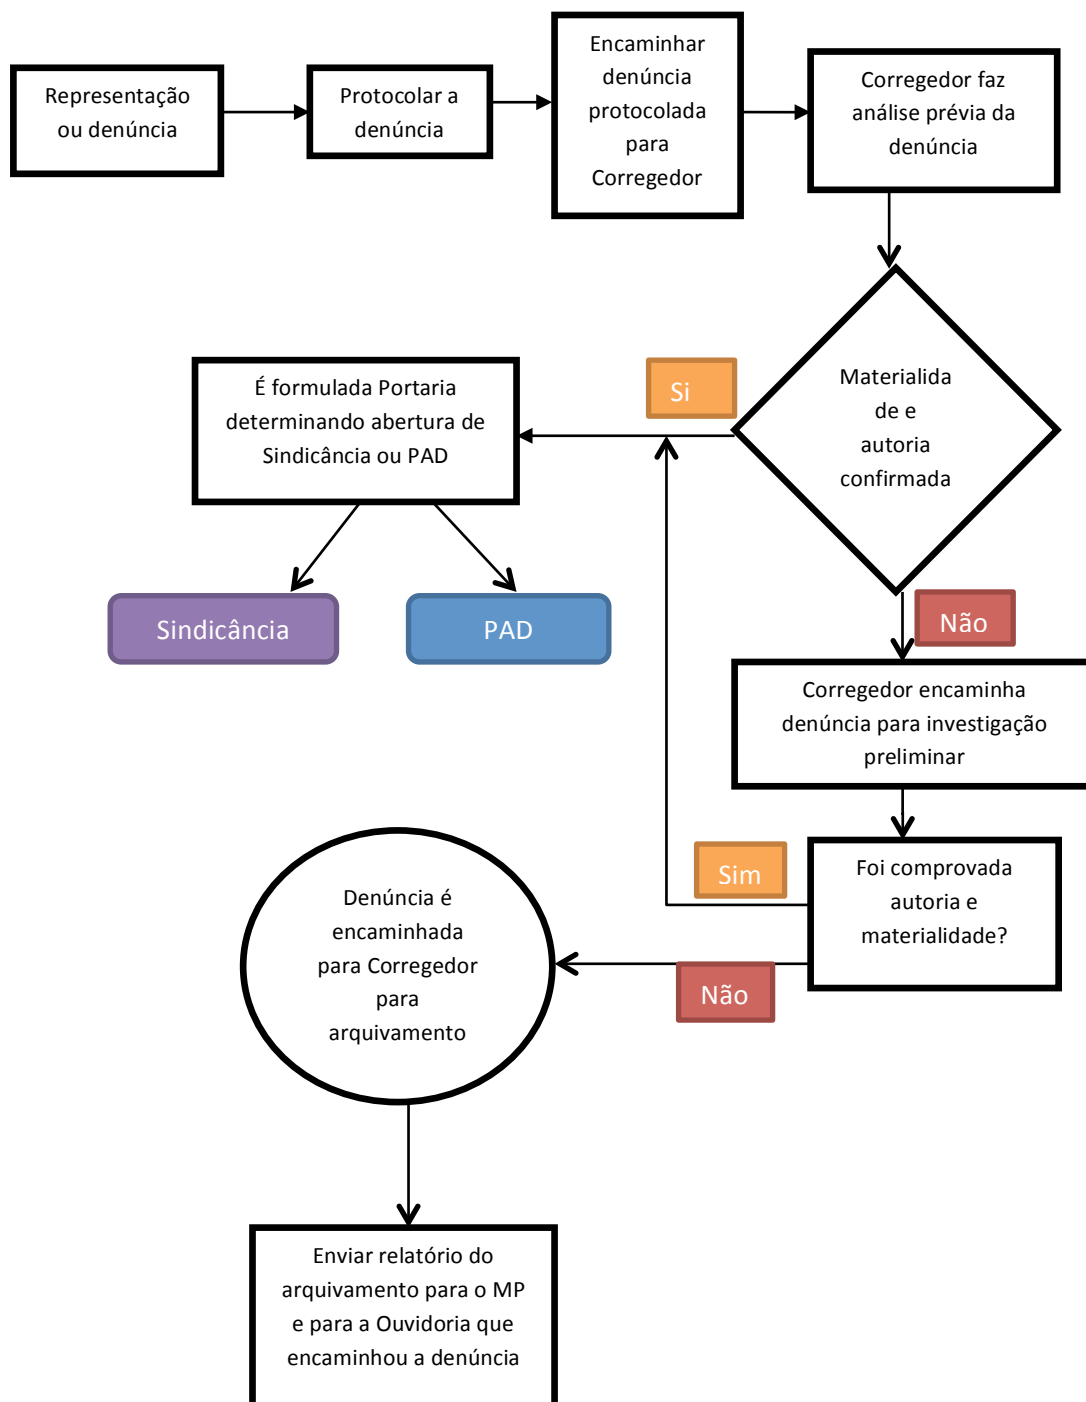 Representação
ou denúncia
Protocolar a
denúncia
Encaminhar
denúncia
protocolada
para
Corregedor
Corregedor faz
análise prévia da
denúncia
Materialida
de e
autoria
confirmada
Si
É formulada Portaria
determinando abertura de
Sindicância ou PAD
Sindicância
PAD
Não
Corregedor encaminha
denúncia para investigação
preliminar
Foi comprovada
autoria e
materialidade?
Sim
Não
Denúncia é
encaminhada
para Corregedor
para
arquivamento
Enviar relatório do
arquivamento para o MP
e para a Ouvidoria que
encaminhou a denúncia